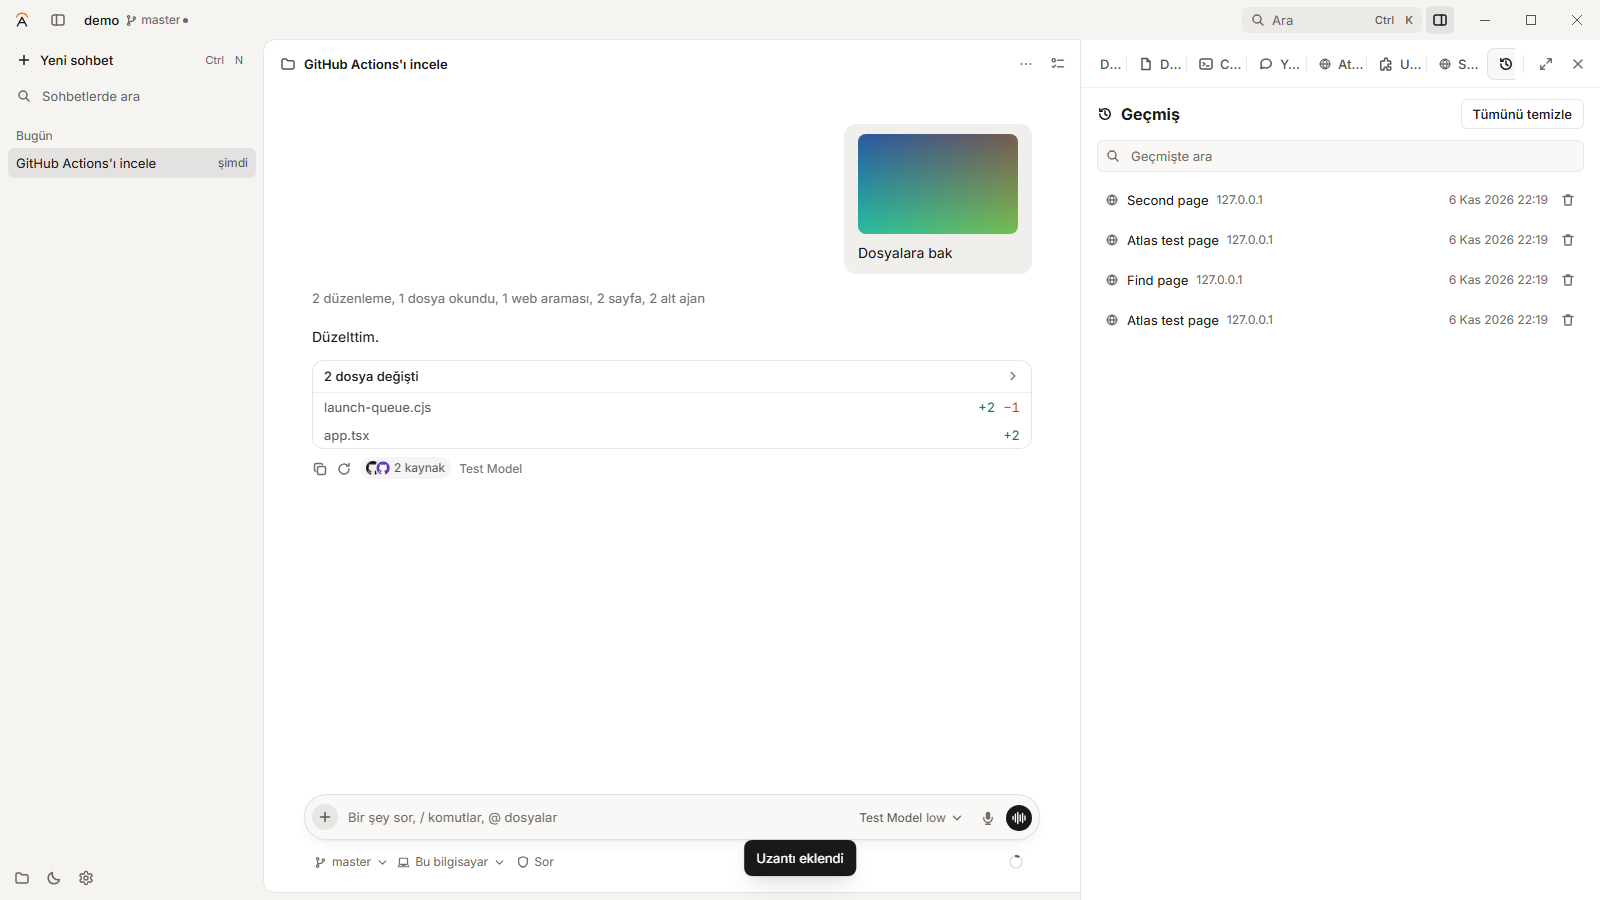 demo master
Ara Ctrl K
Yeni sohbet Ctrl N
Sohbetlerde ara
Bugün
GitHub Actions'ı incele şimdi
GitHub Actions'ı incele
Dosyalara bak
2 düzenleme, 1 dosya okundu, 1 web araması, 2 sayfa, 2 alt ajan
Düzelttim.
2 dosya değişti
launch-queue.cjs +2 −1
app.tsx +2
2 kaynak Test Model
Bir şey sor, / komutlar, @ dosyalar Test Model low
master Bu bilgisayar Sor
Uzantı eklendi
D... D... C... Y... At... U... S...
Geçmiş Tümünü temizle
Geçmişte ara
Second page 127.0.0.1 6 Kas 2026 22:19
Atlas test page 127.0.0.1 6 Kas 2026 22:19
Find page 127.0.0.1 6 Kas 2026 22:19
Atlas test page 127.0.0.1 6 Kas 2026 22:19